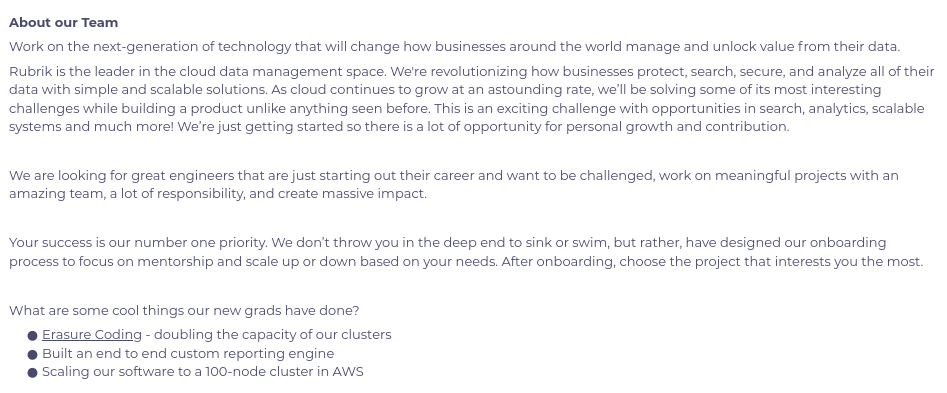 About our Team
Work on the next-generation of technology that will change how businesses around the world manage and unlock value from their data.
Rubrik is the leader in the cloud data management space. We're revolutionizing how businesses protect, search, secure, and analyze all of their
data with simple and scalable solutions. As cloud continues to grow at an astounding rate, we’ll be solving some of its most interesting
challenges while building a product unlike anything seen before. This is an exciting challenge with opportunities in search, analytics, scalable
systems and much more! We’re just getting started so there is a lot of opportunity for personal growth and contribution.
We are looking for great engineers that are just starting out their career and want to be challenged, work on meaningful projects with an
amazing team, a lot of responsibility, and create massive impact.
Your success is our number one priority. We don’t throw you in the deep end to sink or swim, but rather, have designed our onboarding
process to focus on mentorship and scale up or down based on your needs. After onboarding, choose the project that interests you the most.
What are some cool things our new grads have done?
● Erasure Coding - doubling the capacity of our clusters
● Built an end to end custom reporting engine
● Scaling our software to a 100-node cluster in AWS